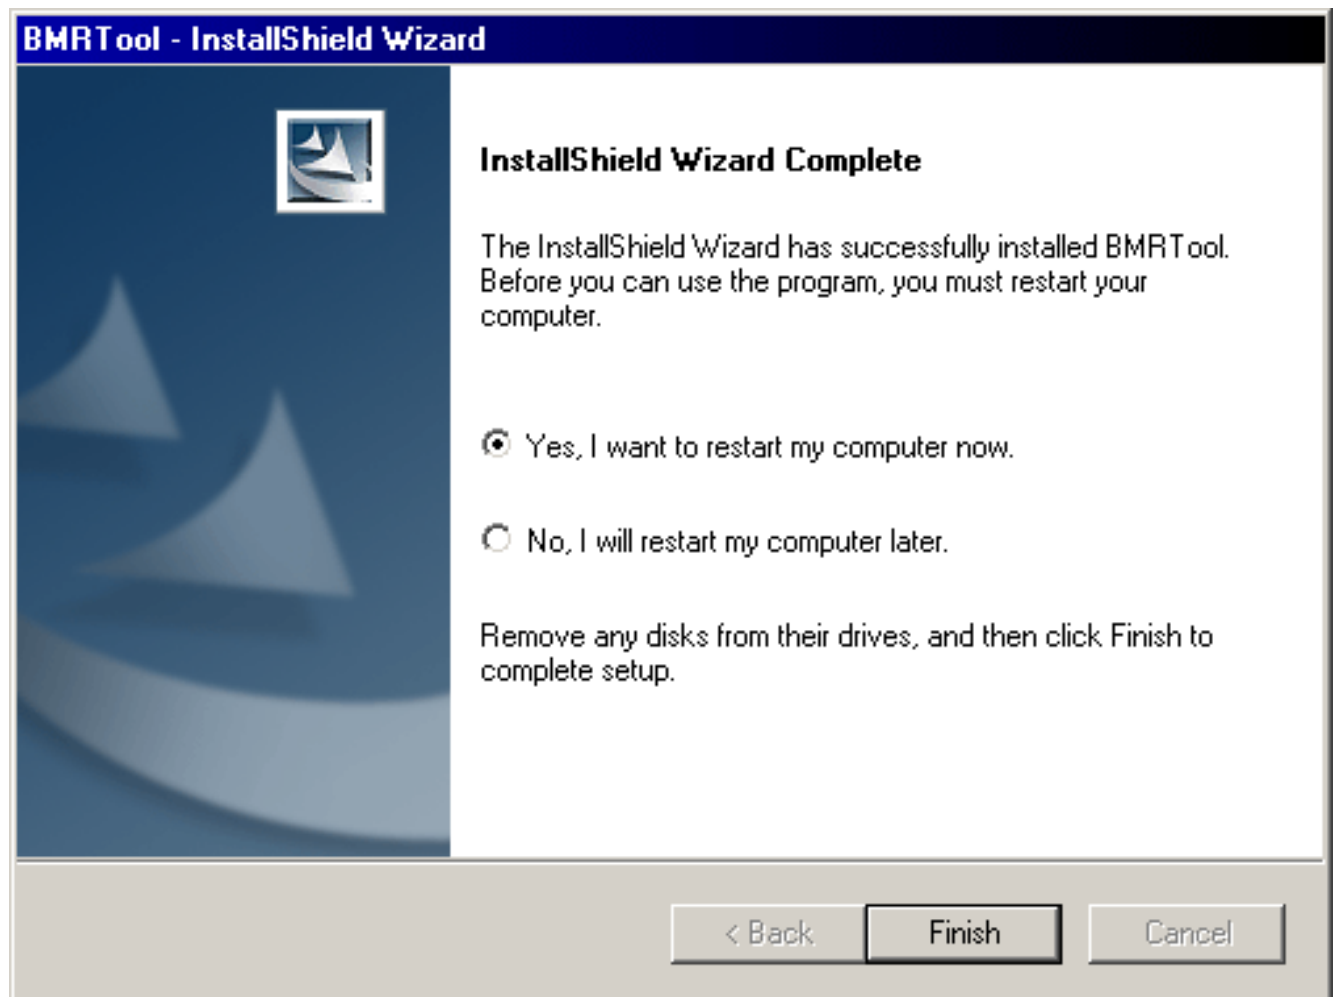 BMRTool - InstallShield Wizard
InstallShield Wizard Complete
The InstallShield Wizard has successfully installed BMRTool.
Before you can use the program, you must restart your
computer.
Yes, I want to restart my computer now.
No, I will restart my computer later.
Remove any disks from their drives, and then click Finish to
complete setup.
< Back Finish Cancel